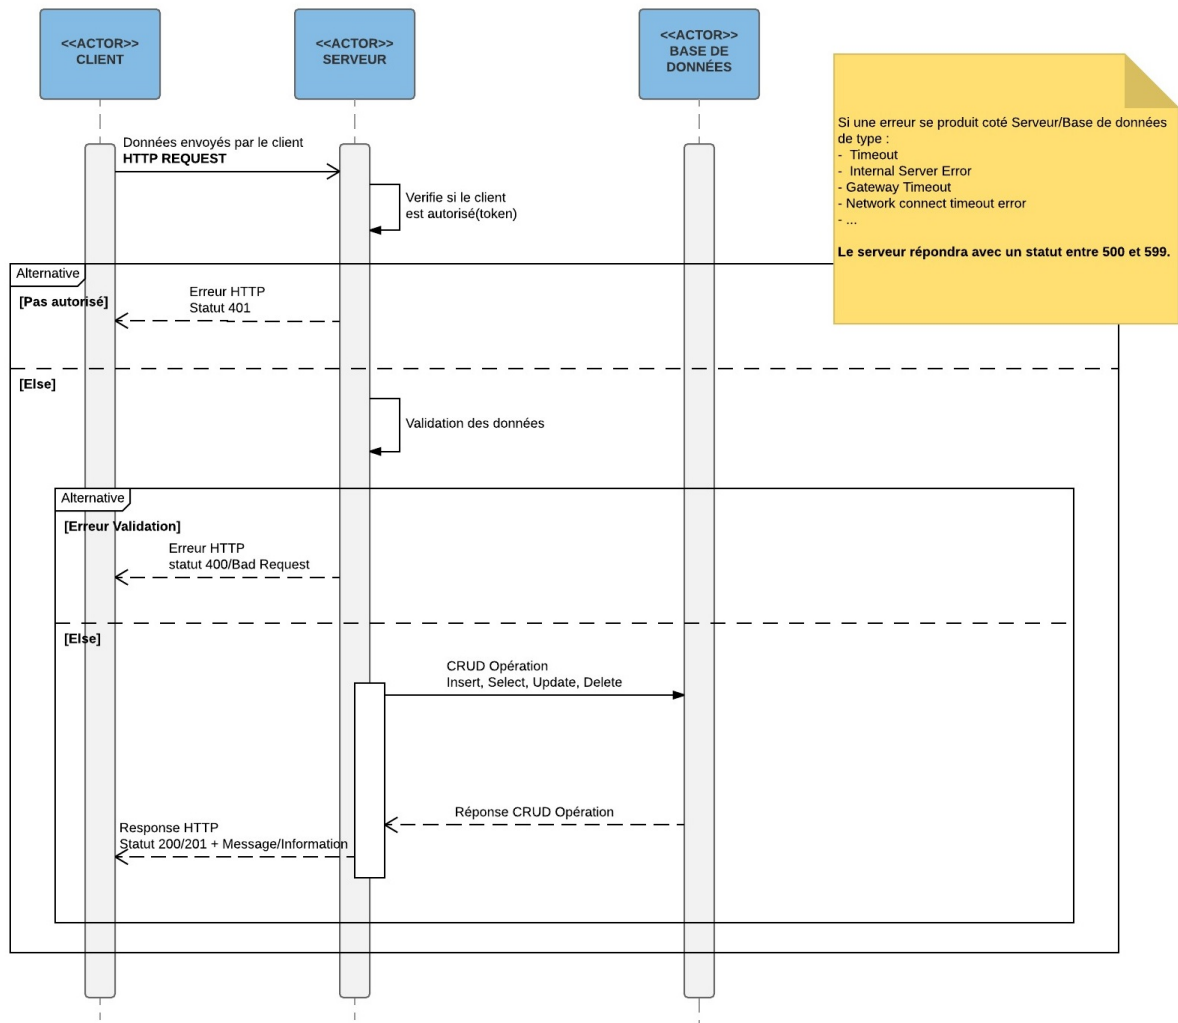 <<ACTOR>>
CLIENT
<<ACTOR>>
SERVEUR
<<ACTOR>>
BASE DE
DONNÉES
Si une erreur se produit coté Serveur/Base de données
de type :
- Timeout
- Internal Server Error
- Gateway Timeout
- Network connect timeout error
- ...
Le serveur répondra avec un statut entre 500 et 599.
Données envoyés par le client
HTTP REQUEST
Verifie si le client
est autorisé(token)
Alternative
[Pas autorisé]
Erreur HTTP
Statut 401
[Else]
Validation des données
Alternative
[Erreur Validation]
Erreur HTTP
statut 400/Bad Request
[Else]
CRUD Opération
Insert, Select, Update, Delete
Réponse CRUD Opération
Response HTTP
Statut 200/201 + Message/Information